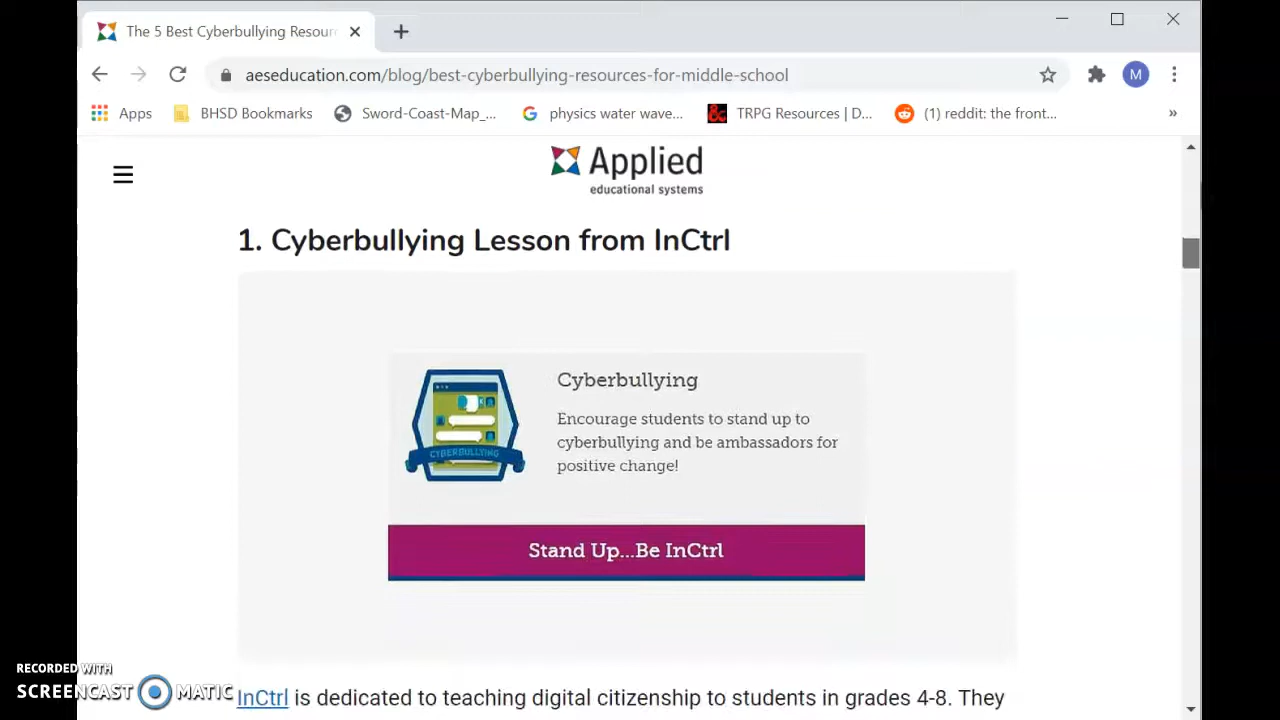 The 5 Best Cyberbullying Resour
aeseducation.com/blog/best-cyberbullying-resources-for-middle-school
M
Apps
BHSD Bookmarks
Sword-Coast-Map_...
physics water wave...
TRPG Resources | D...
(1) reddit: the front...
»
Applied
educational systems
1. Cyberbullying Lesson from InCtrl
Cyberbullying
Encourage students to stand up to
cyberbullying and be ambassadors for
positive change!
CYBERBULLYING
Stand Up...Be InCtrl
InCtrl is dedicated to teaching digital citizenship to students in grades 4-8. They
RECORDED WITH
SCREENCAST MATIC